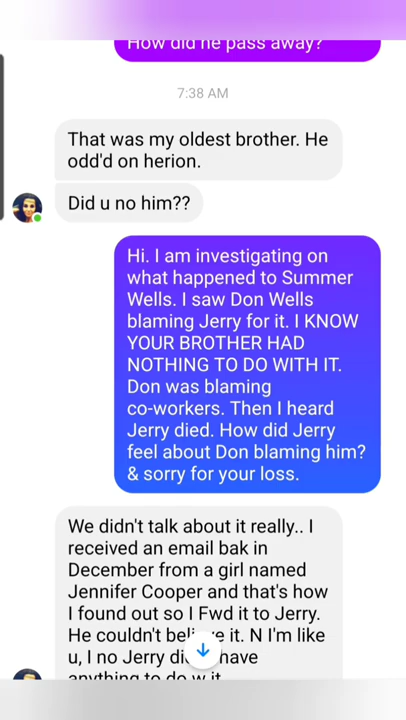 How did he pass away?
7:38 AM
That was my oldest brother. He
odd'd on herion.
Did u no him??
Hi. I am investigating on
what happened to Summer
Wells. I saw Don Wells
blaming Jerry for it. I KNOW
YOUR BROTHER HAD
NOTHING TO DO WITH IT.
Don was blaming
co-workers. Then I heard
Jerry died. How did Jerry
feel about Don blaming him?
& sorry for your loss.
We didn't talk about it really.. I
received an email bak in
December from a girl named
Jennifer Cooper and that's how
I found out so I Fwd it to Jerry.
He couldn't it. N I'm like
u, I no Jerry have
anything to do w it